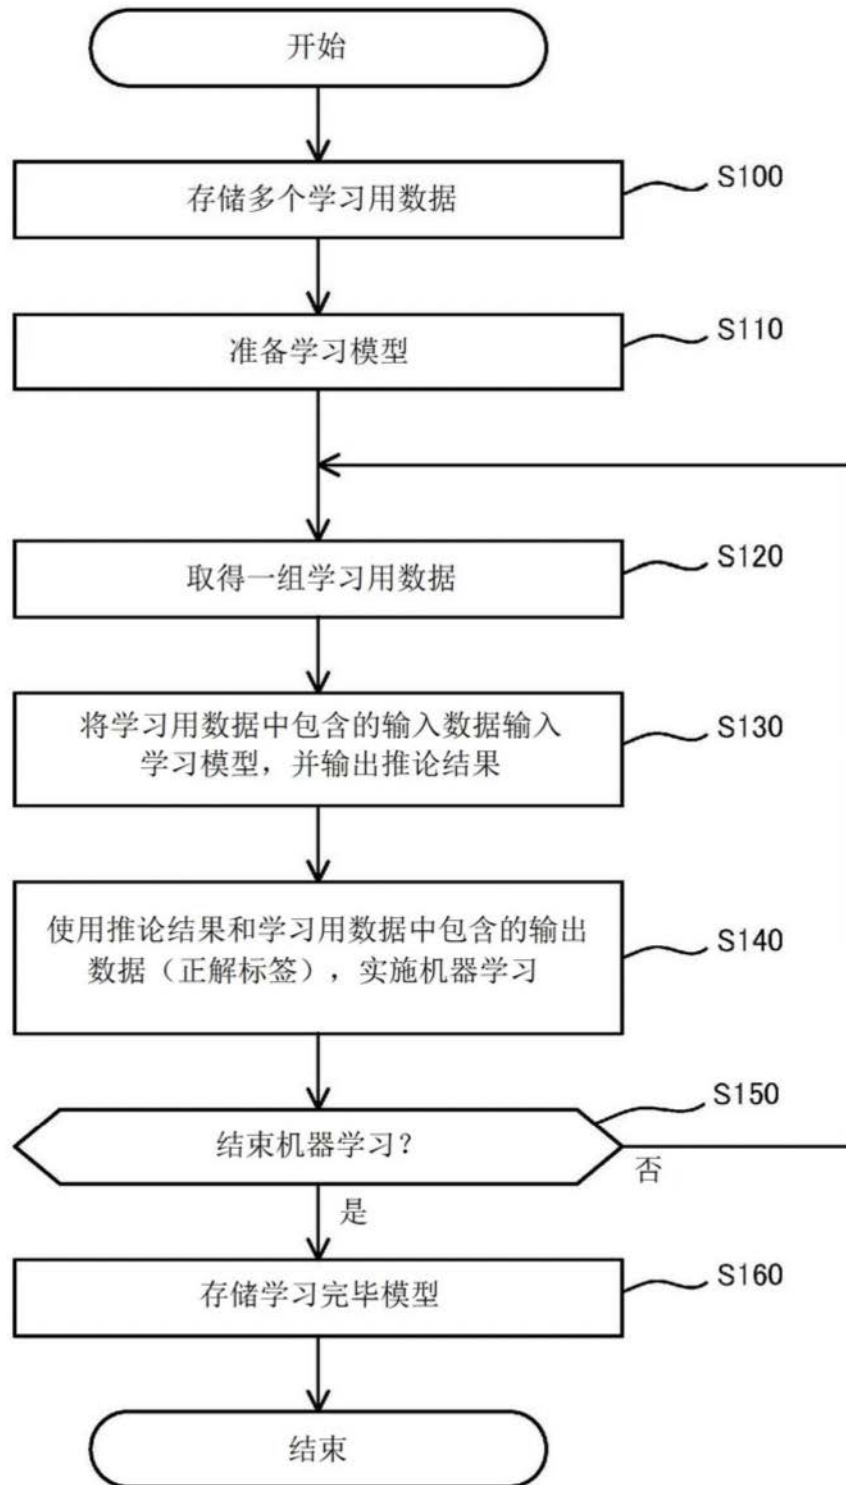 开始
存储多个学习用数据
S100
准备学习模型
S110
取得一组学习用数据
S120
将学习用数据中包含的输入数据输入
学习模型，并输出推论结果
S130
使用推论结果和学习用数据中包含的输出
数据（正解标签），实施机器学习
S140
结束机器学习？
S150
否
是
存储学习完毕模型
S160
结束